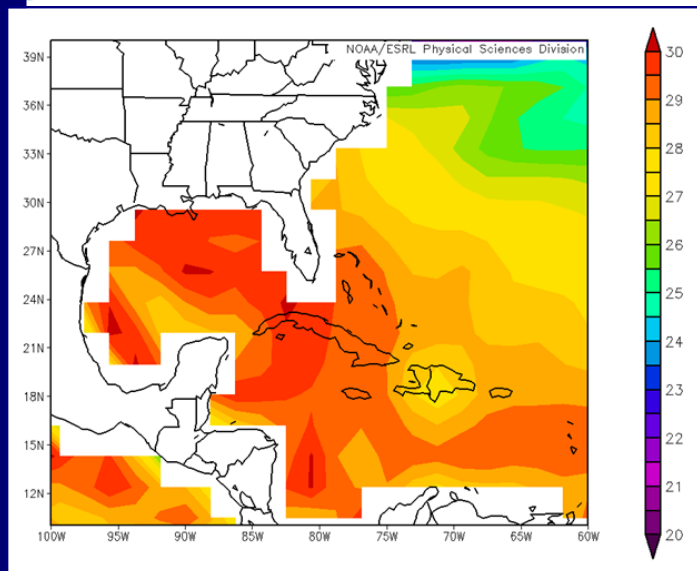 NOAA/ESRL Physical Sciences Division
39N
36N
33N
30N
27N
24N
21N
18N
15N
12N
100W 95W 90W 85W 80W 75W 70W 65W 60W
30
29
28
27
26
25
24
23
22
21
20